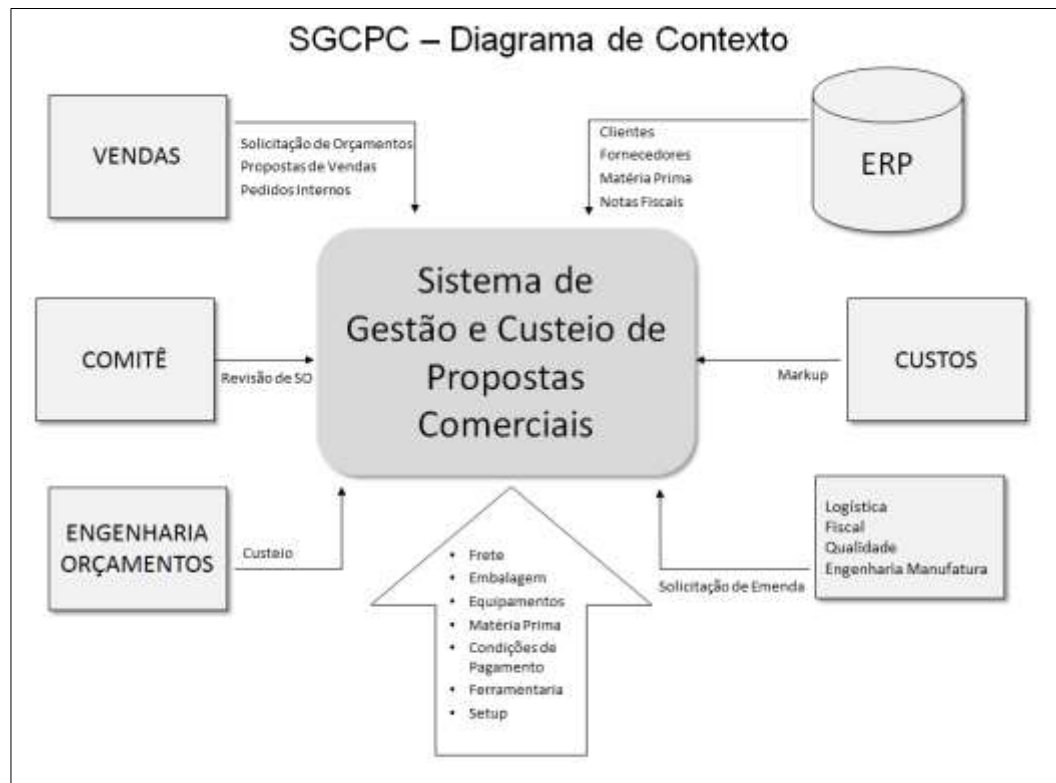 SGCPC – Diagrama de Contexto
VENDAS
Solicitação de Orçamentos
Propostas de Vendas
Pedidos Internos
Clientes
Fornecedores
Matéria Prima
Notas Fiscais
ERP
Sistema de
Gestão e Custeio de
Propostas
Comerciais
COMITÊ
Revisão de SO
Markup
CUSTOS
ENGENHARIA
ORÇAMENTOS
Custeio
• Frete
• Embalagem
• Equipamentos
• Matéria Prima
• Condições de
Pagamento
• Ferramentaria
• Setup
Solicitação de Emenda
Logística
Fiscal
Qualidade
Engenharia Manufatura